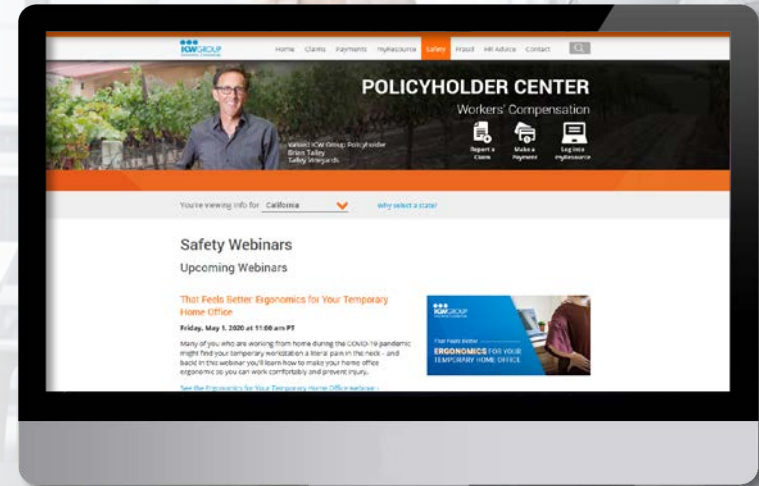 ICWGROUP
Home Claims Payments myResource Safety Fraud HR Advice Contact
POLICYHOLDER CENTER
Workers' Compensation
Valued ICW Group Policyholder
Brian Talley
Talley Vineyards
Report a
Claim
Make a
Payment
Log into
myResource
You're viewing info for California
Why select a state?
Safety Webinars
Upcoming Webinars
That Feels Better Ergonomics for Your Temporary
Home Office
Friday, May 1, 2020 at 11:00 am PT
Many of you who are working from home during the COVID-19 pandemic
might find your temporary workstation a literal pain in the neck - and
back! In this webinar you'll learn how to make your home office
ergonomic so you can work comfortably and prevent injury.
See the Ergonomics for Your Temporary Home Office webinar ›
ICWGROUP
That Feels Better
ERGONOMICS FOR YOUR
TEMPORARY HOME OFFICE